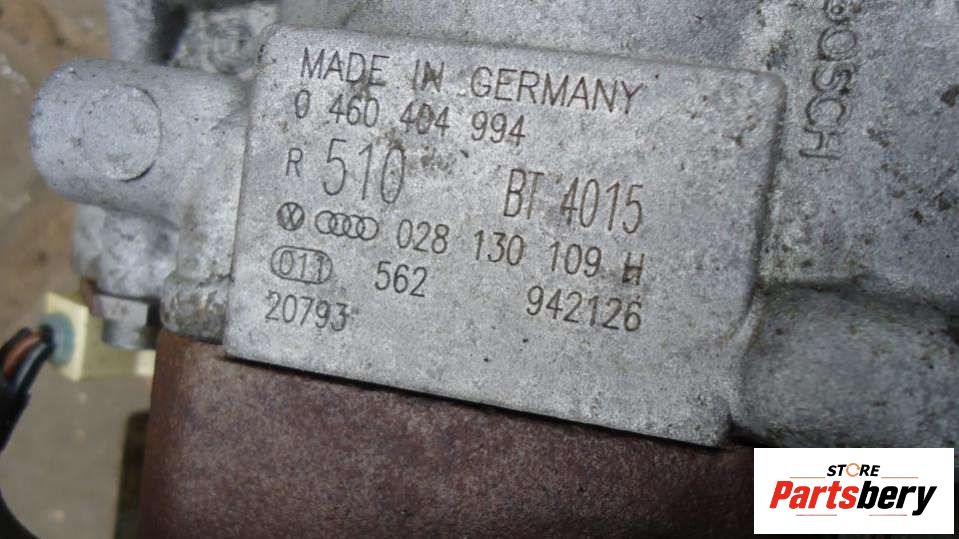 MADE IN GERMANY
0 460 404 994
R 510 BT 4015
028 130 109 H
011 562 942126
20793
BOSCH
STORE
Partsbery